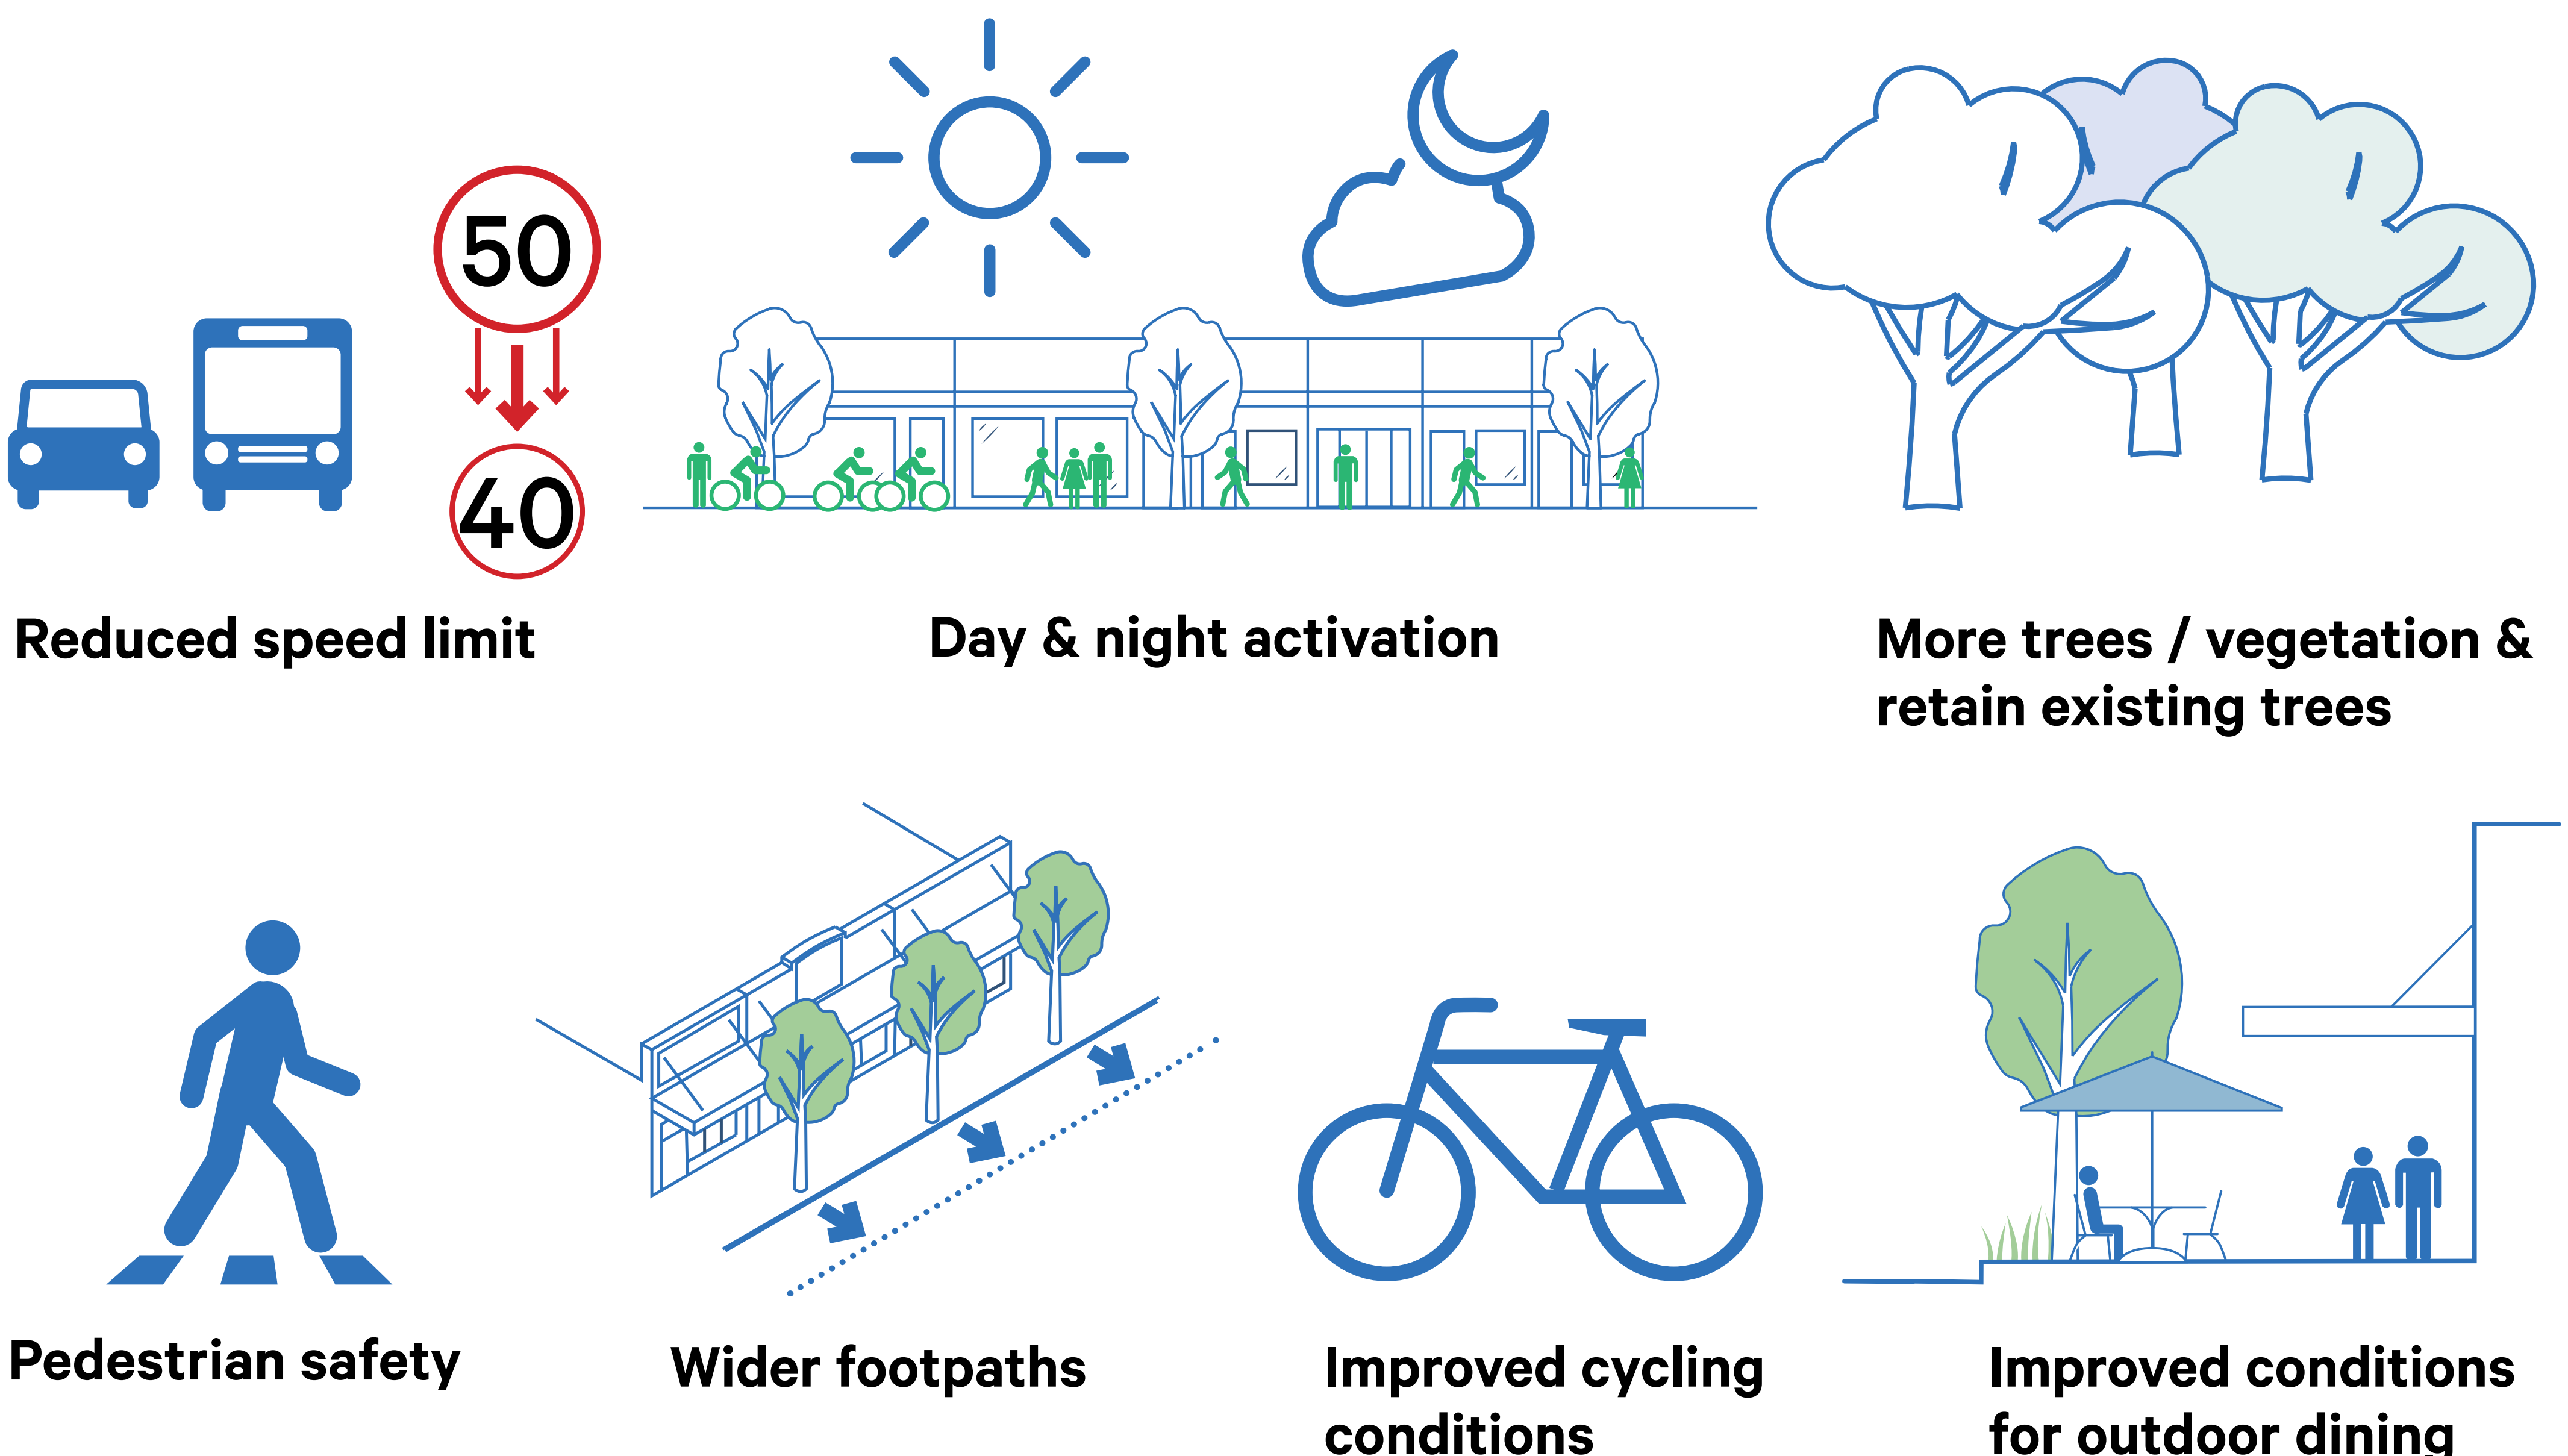 50
40
Reduced speed limit
Day & night activation
More trees / vegetation &
retain existing trees
Pedestrian safety
Wider footpaths
Improved cycling
conditions
Improved conditions
for outdoor dining